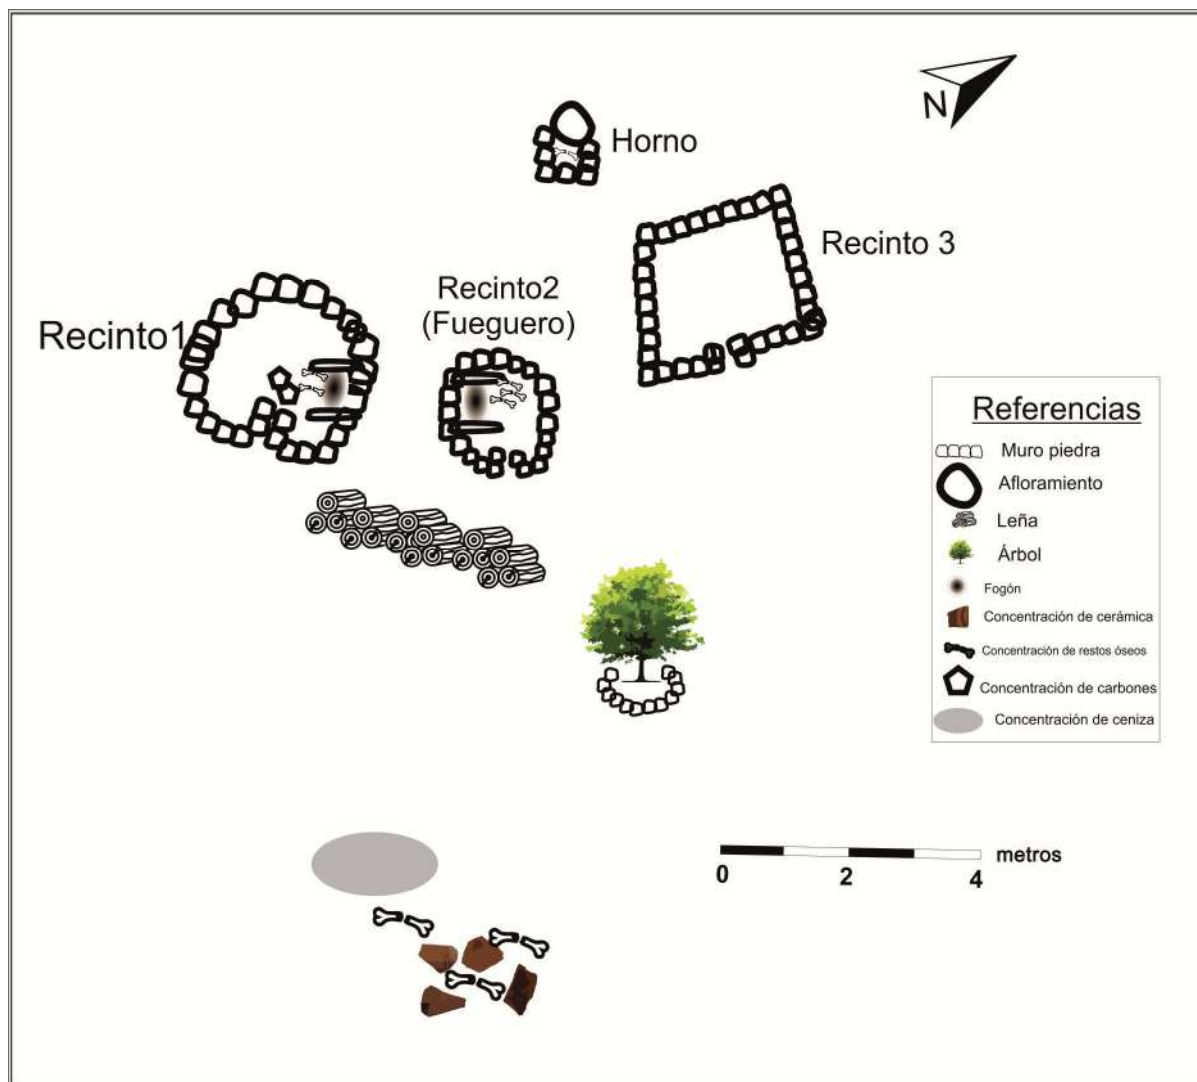 N
Horno
Recinto 3
Recinto2
(Fueguero)
Recinto1
Referencias
Muro piedra
Afloramiento
Leña
Árbol
Fogón
Concentración de cerámica
Concentración de restos óseos
Concentración de carbones
Concentración de ceniza
metros
0 2 4